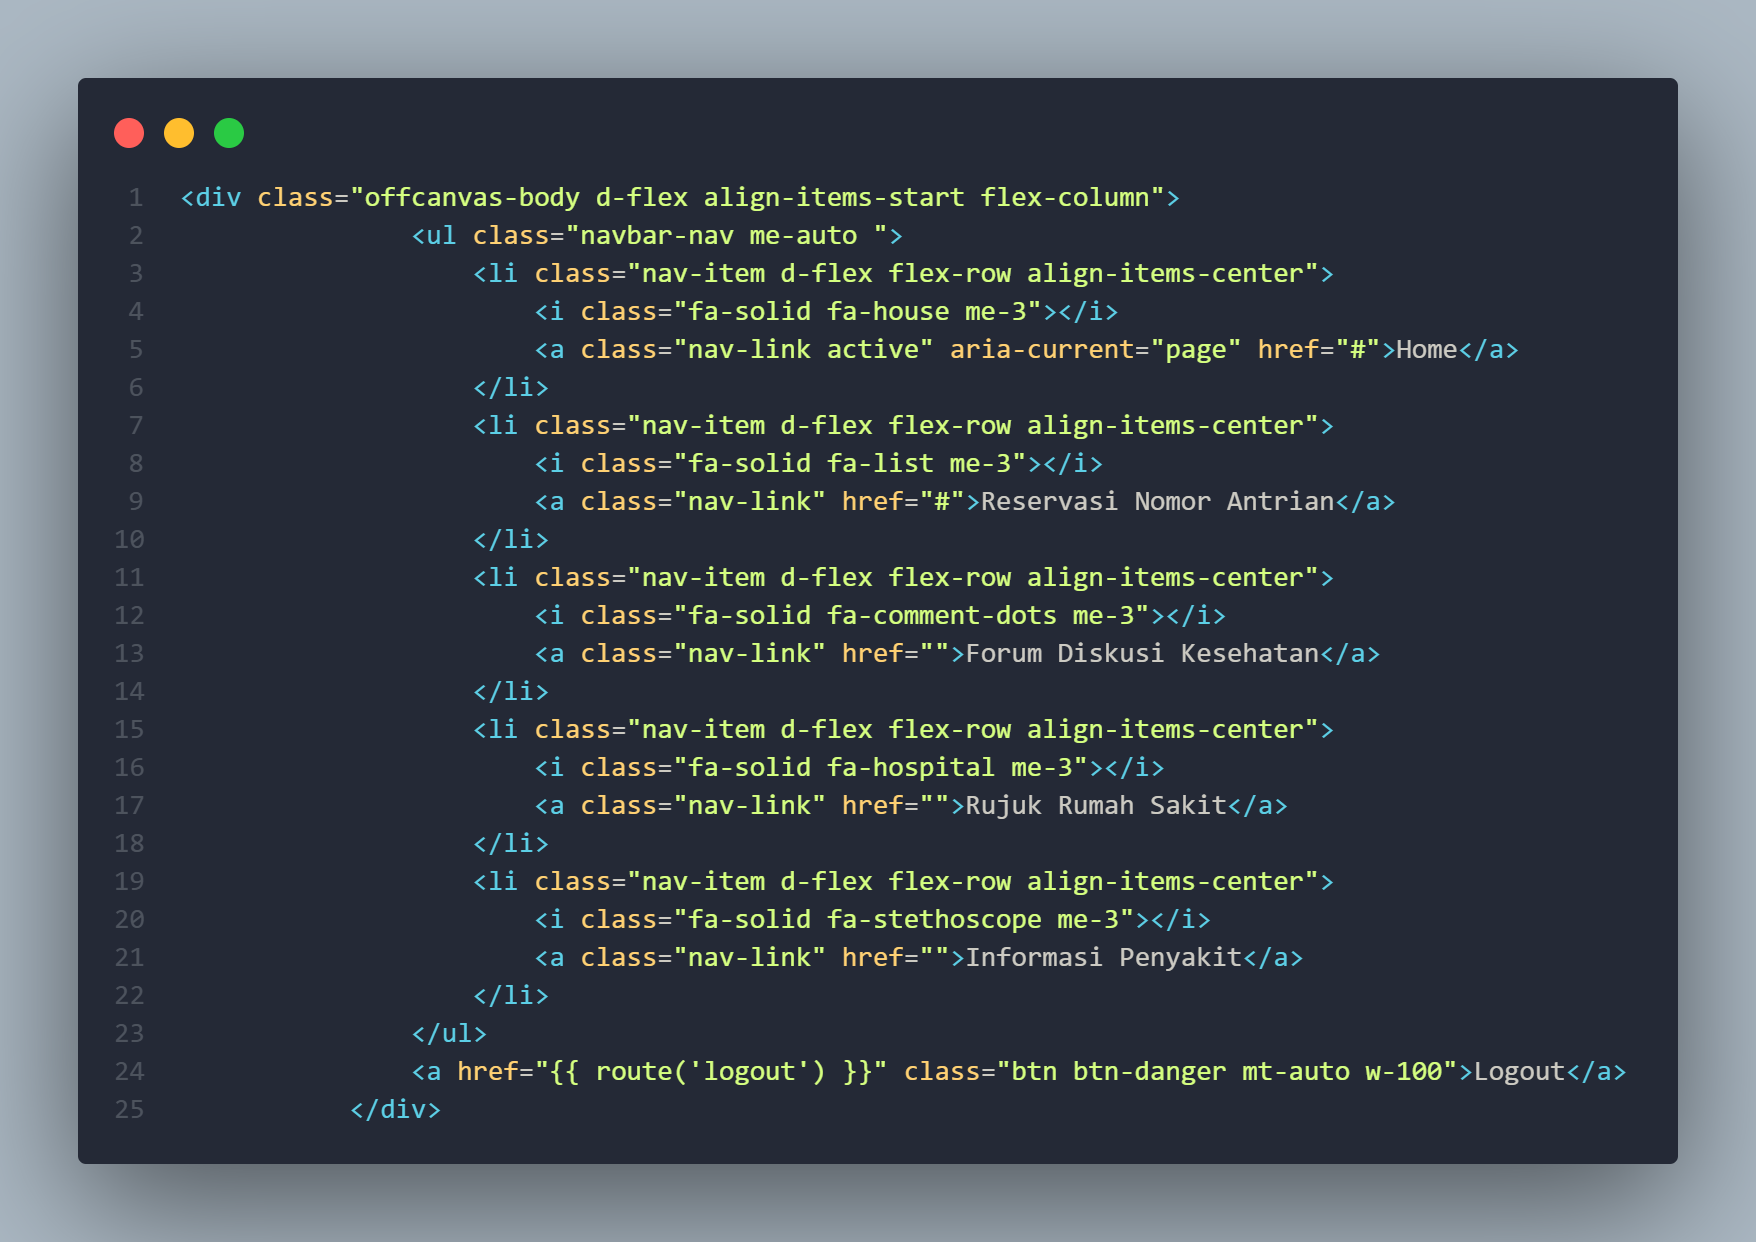 1 <div class="offcanvas-body d-flex align-items-start flex-column">
2 <ul class="navbar-nav me-auto ">
3 <li class="nav-item d-flex flex-row align-items-center">
4 <i class="fa-solid fa-house me-3"></i>
5 <a class="nav-link active" aria-current="page" href="#">Home</a>
6 </li>
7 <li class="nav-item d-flex flex-row align-items-center">
8 <i class="fa-solid fa-list me-3"></i>
9 <a class="nav-link" href="#">Reservasi Nomor Antrian</a>
10 </li>
11 <li class="nav-item d-flex flex-row align-items-center">
12 <i class="fa-solid fa-comment-dots me-3"></i>
13 <a class="nav-link" href="">Forum Diskusi Kesehatan</a>
14 </li>
15 <li class="nav-item d-flex flex-row align-items-center">
16 <i class="fa-solid fa-hospital me-3"></i>
17 <a class="nav-link" href="">Rujuk Rumah Sakit</a>
18 </li>
19 <li class="nav-item d-flex flex-row align-items-center">
20 <i class="fa-solid fa-stethoscope me-3"></i>
21 <a class="nav-link" href="">Informasi Penyakit</a>
22 </li>
23 </ul>
24 <a href="{{ route('logout') }}" class="btn btn-danger mt-auto w-100">Logout</a>
25 </div>